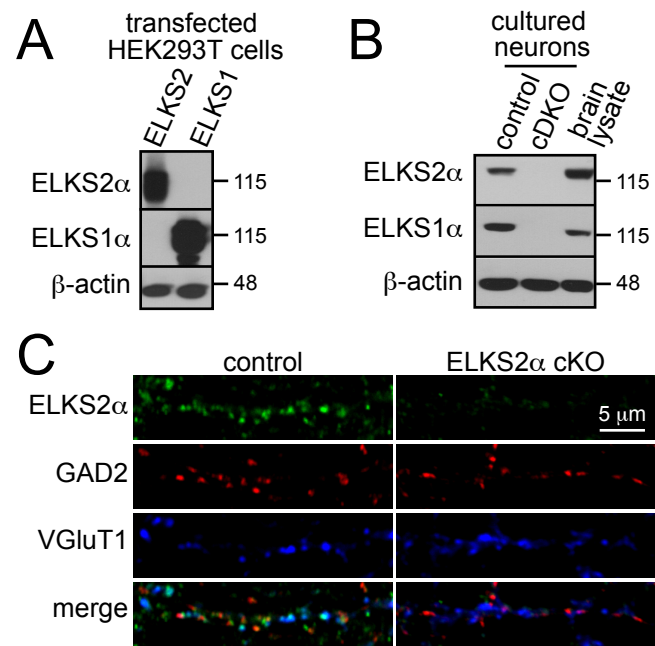 A
transfected
HEK293T cells
ELKS2
ELKS1
ELKS2α
115
ELKS1α
115
β-actin
48
B
cultured
neurons
control
cDKO
brain
lysate
ELKS2α
115
ELKS1α
115
β-actin
48
C
control
ELKS2α cKO
ELKS2α
5 μm
GAD2
VGluT1
merge